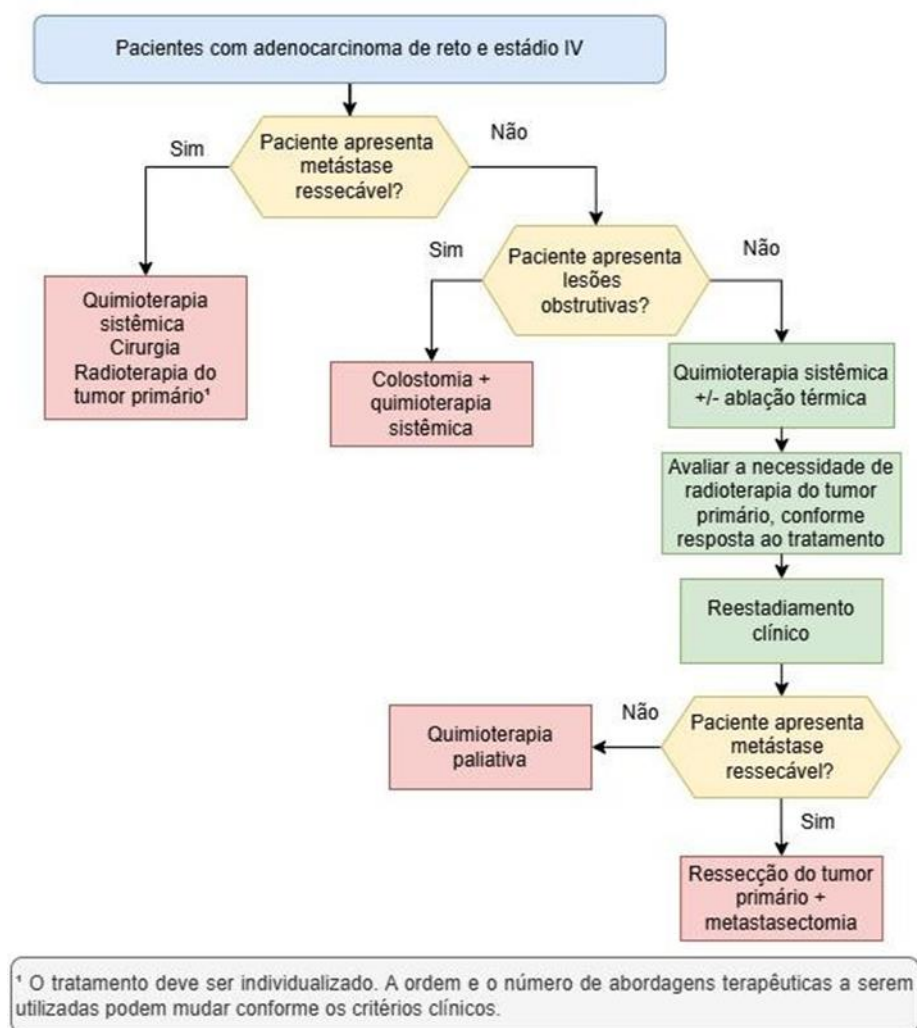 Pacientes com adenocarcinoma de reto e estádio IV
Sim
Paciente apresenta
metástase
ressecável?
Não
Sim
Paciente apresenta
lesões
obstrutivas?
Não
Quimioterapia
sistêmica
Cirurgia
Radioterapia do
tumor primário¹
Colostomia +
quimioterapia
sistêmica
Quimioterapia sistêmica
+/- ablação térmica
Avaliar a necessidade de
radioterapia do tumor
primário, conforme
resposta ao tratamento
Reestadiamento
clínico
Quimioterapia
paliativa
Não
Paciente apresenta
metástase
ressecável?
Sim
Ressecção do tumor
primário +
metastasectomia
¹ O tratamento deve ser individualizado. A ordem e o número de abordagens terapêuticas a serem
utilizadas podem mudar conforme os critérios clínicos.